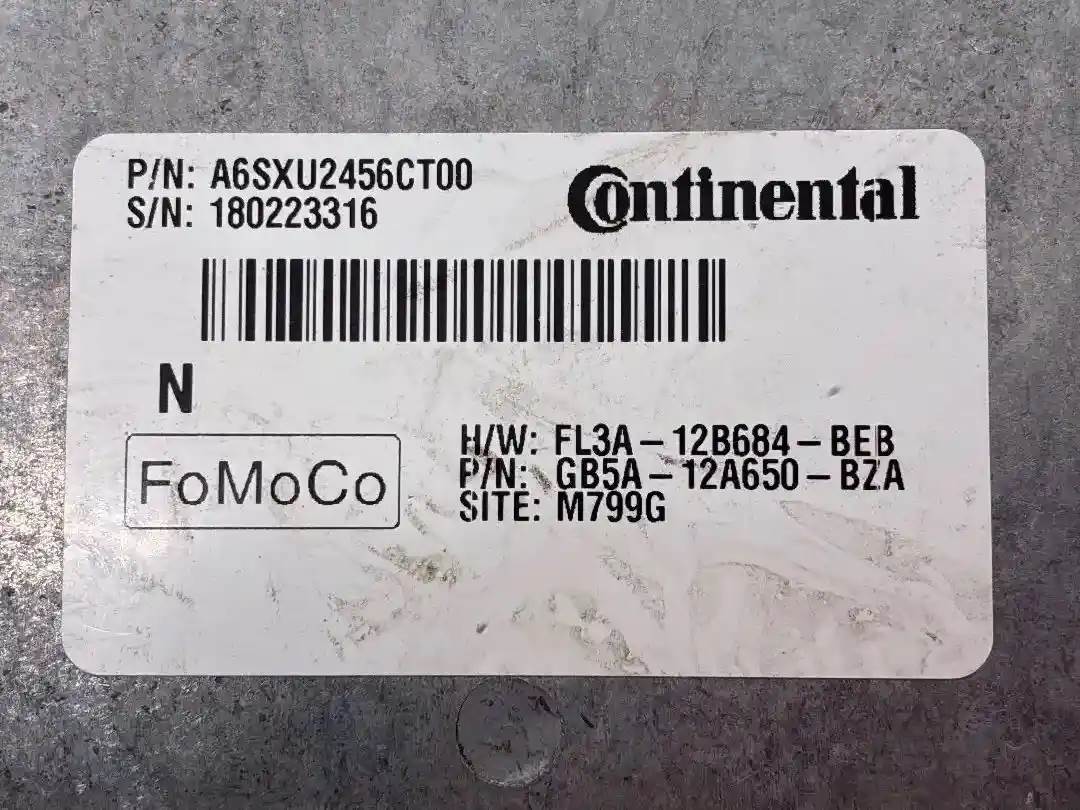 P/N: A6SXU2456CT00
S/N: 180223316
Continental
N
FoMoCo
H/W: FL3A-12B684-BEB
P/N: GB5A-12A650-BZA
SITE: M799G